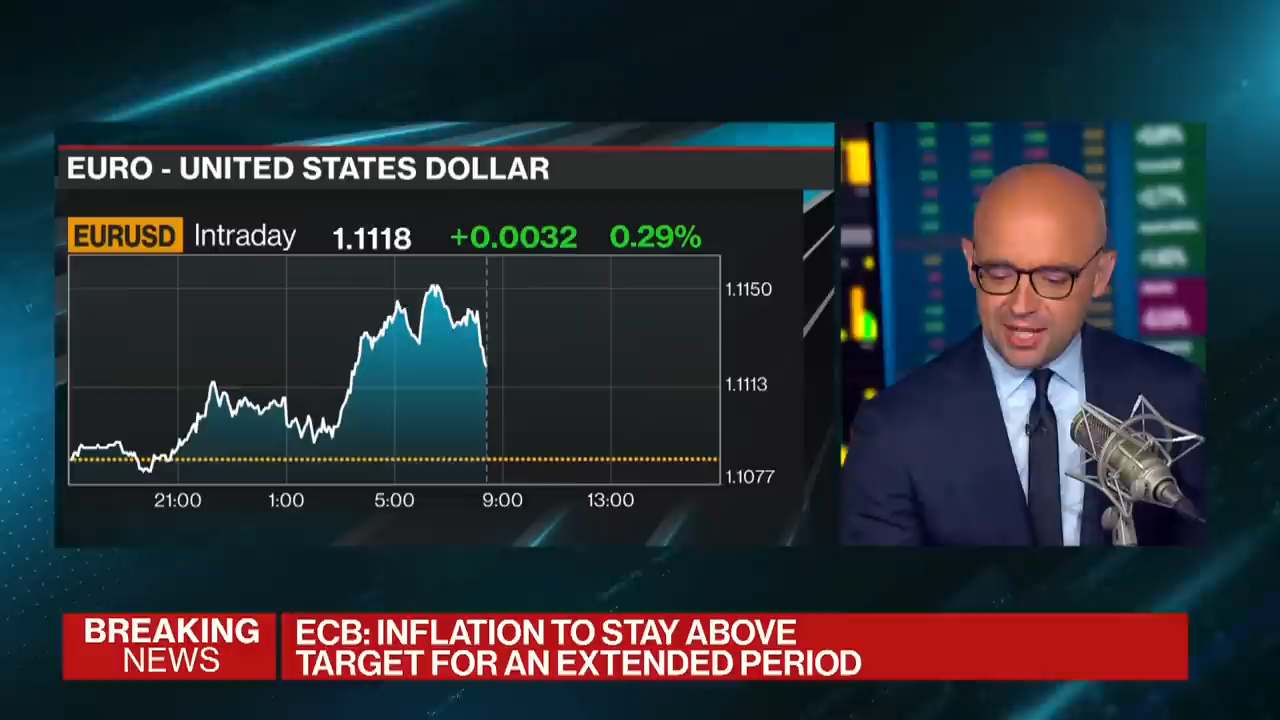 EURO - UNITED STATES DOLLAR
EURUSD Intraday 1.1118 +0.0032 0.29%
1.1150
1.1113
1.1077
21:00 1:00 5:00 9:00 13:00
BREAKING
NEWS
ECB: INFLATION TO STAY ABOVE
TARGET FOR AN EXTENDED PERIOD